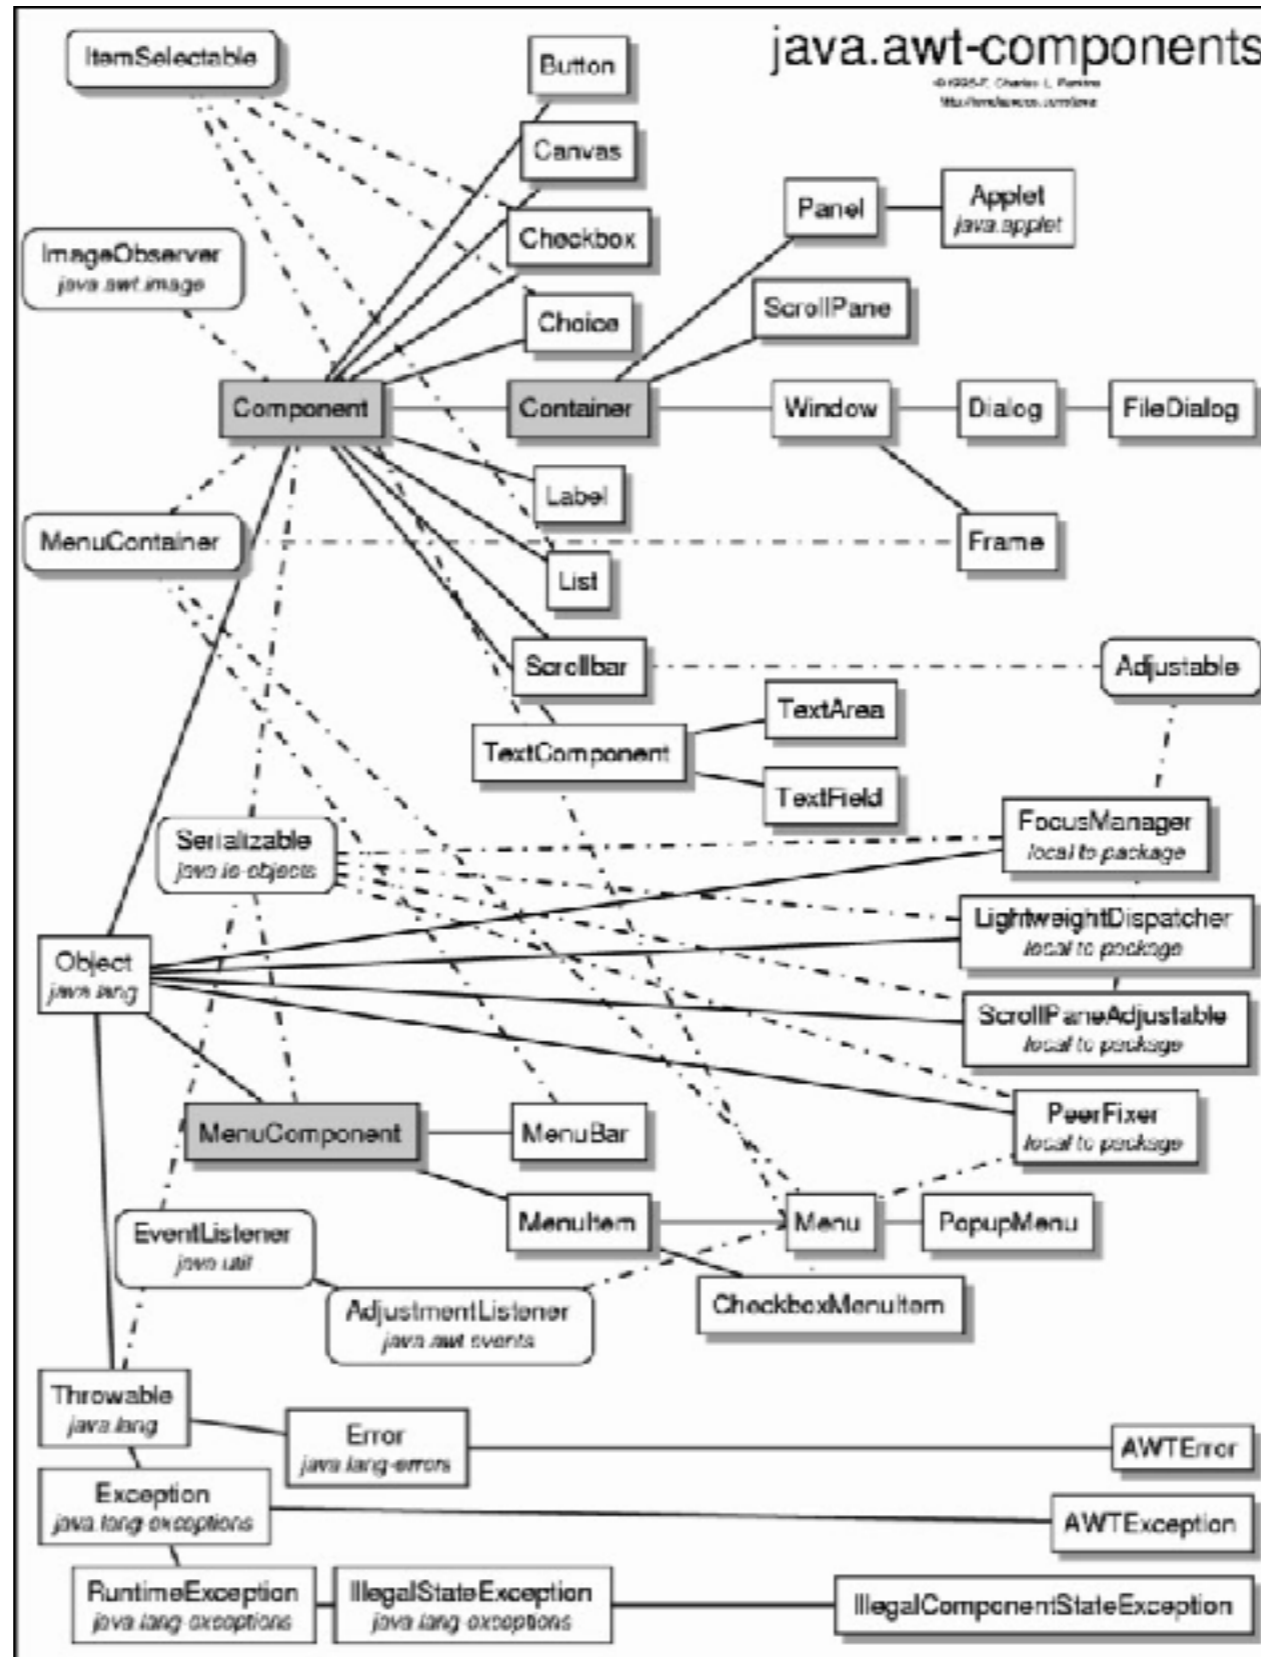 java.awt-components
ItemSelectable
Button
Canvas
Panel
Applet
java.applet
Checkbox
ImageObserver
java.awt.image
ScrollPane
Choice
Component
Container
Window
Dialog
FileDialog
Label
MenuContainer
Frame
List
Scrollbar
Adjustable
TextArea
TextComponent
TextField
FocusManager
local to package
Serializable
java.io-objects
LightweightDispatcher
local to package
Object
java.lang
ScrollPaneAdjustable
local to package
PeerFixer
local to package
MenuComponent
MenuBar
MenuItem
Menu
PopupMenu
EventListener
java.util
CheckboxMenuItem
AdjustmentListener
java.awt.events
Throwable
java.lang
Error
java.lang-errors
AWTError
Exception
java.lang-exceptions
AWTException
RuntimeException
java.lang-exceptions
IllegalStateException
java.lang-exceptions
IllegalComponentStateException